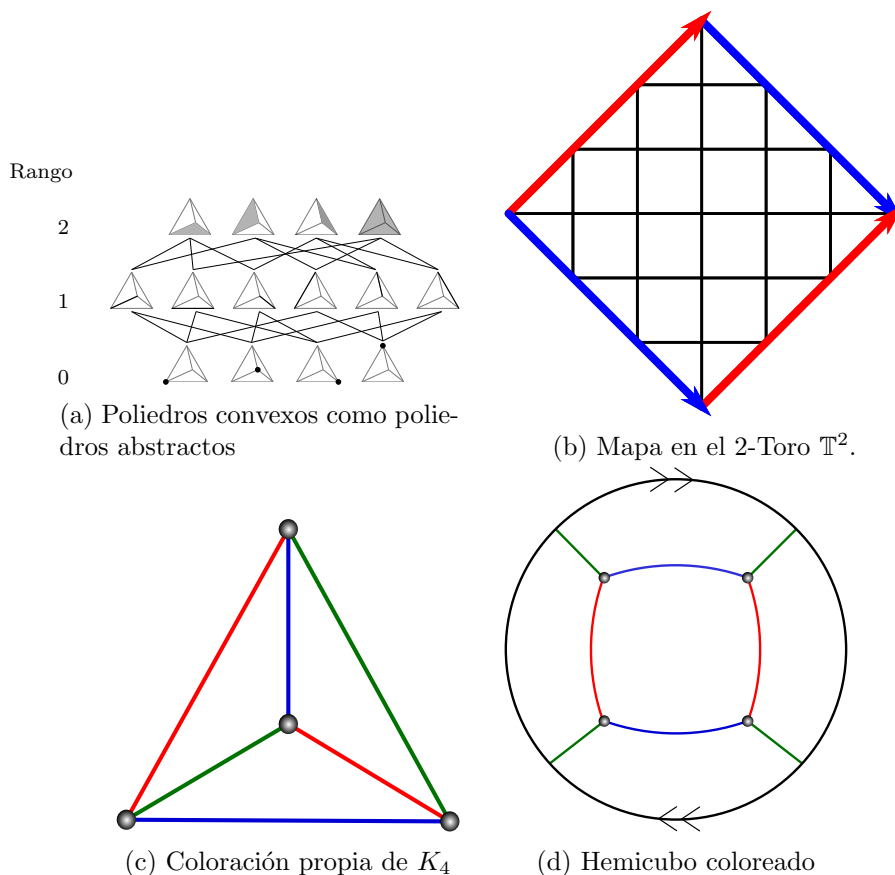 Rango
2
1
0
(a) Poliedros convexos como polie-
dros abstractos
(b) Mapa en el 2-Toro 𝕋².
(c) Coloración propia de K₄
(d) Hemicubo coloreado